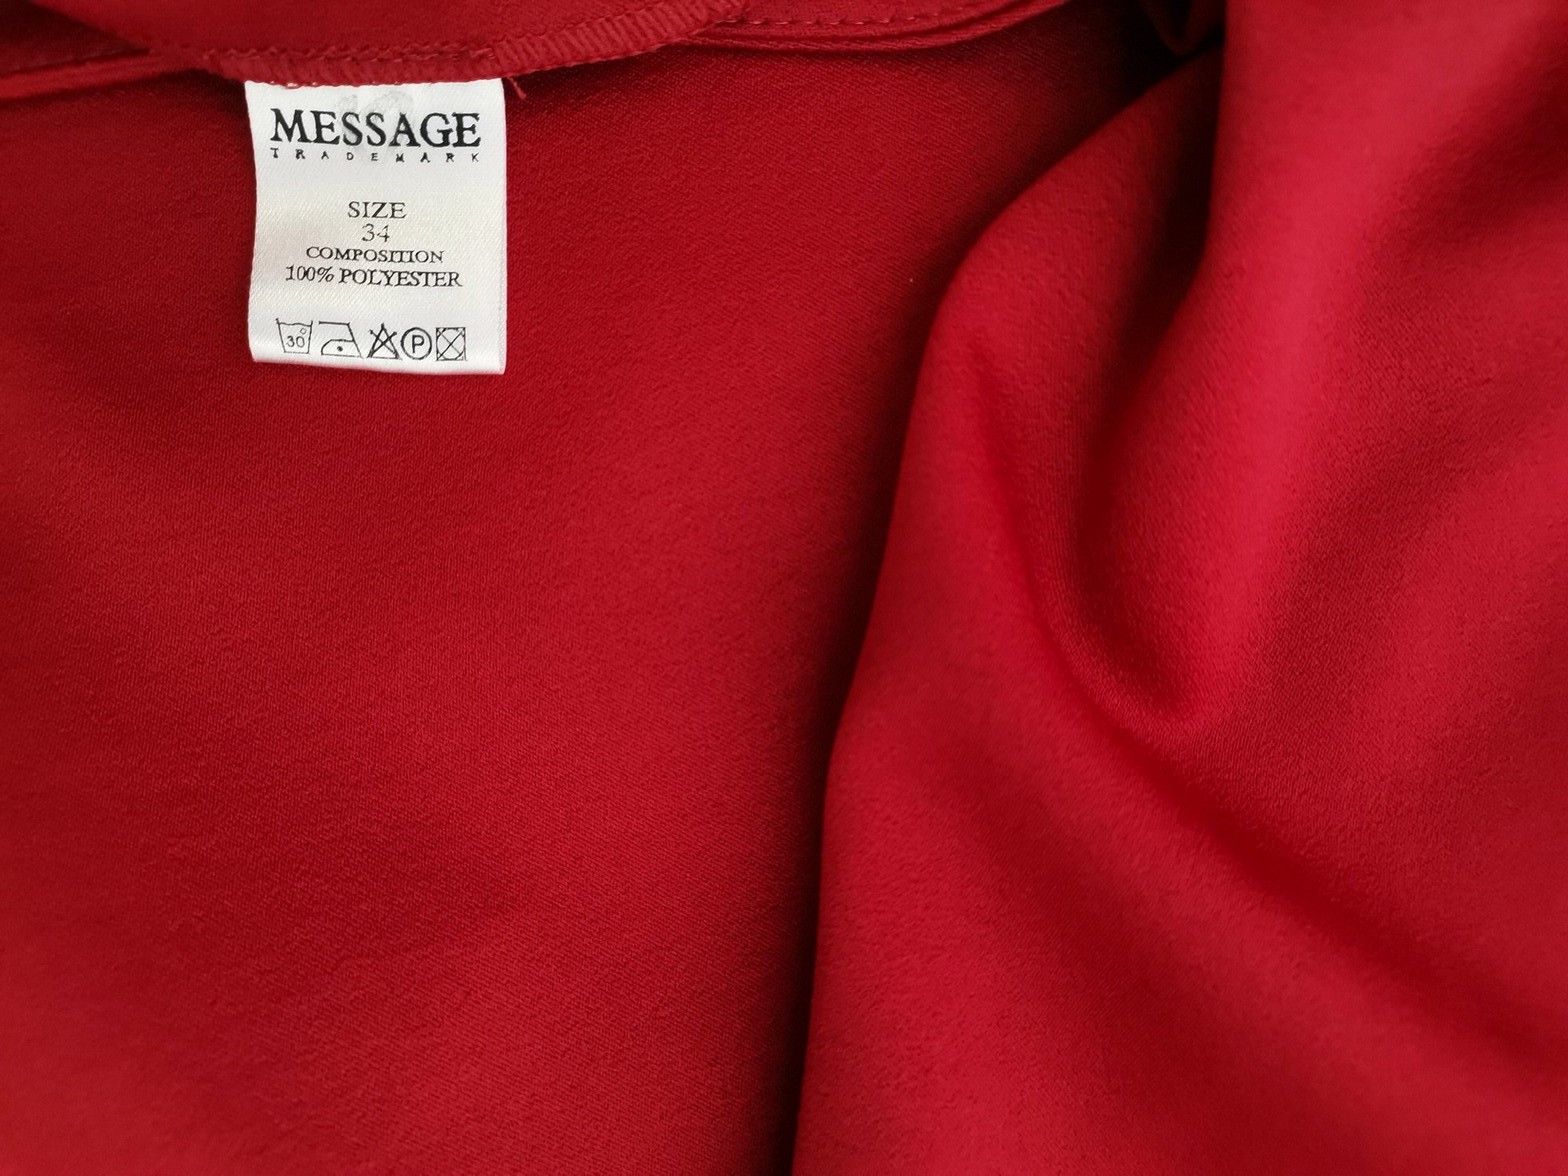 MESSAGE
TRADEMARK
SIZE
34
COMPOSITION
100% POLYESTER
30° P